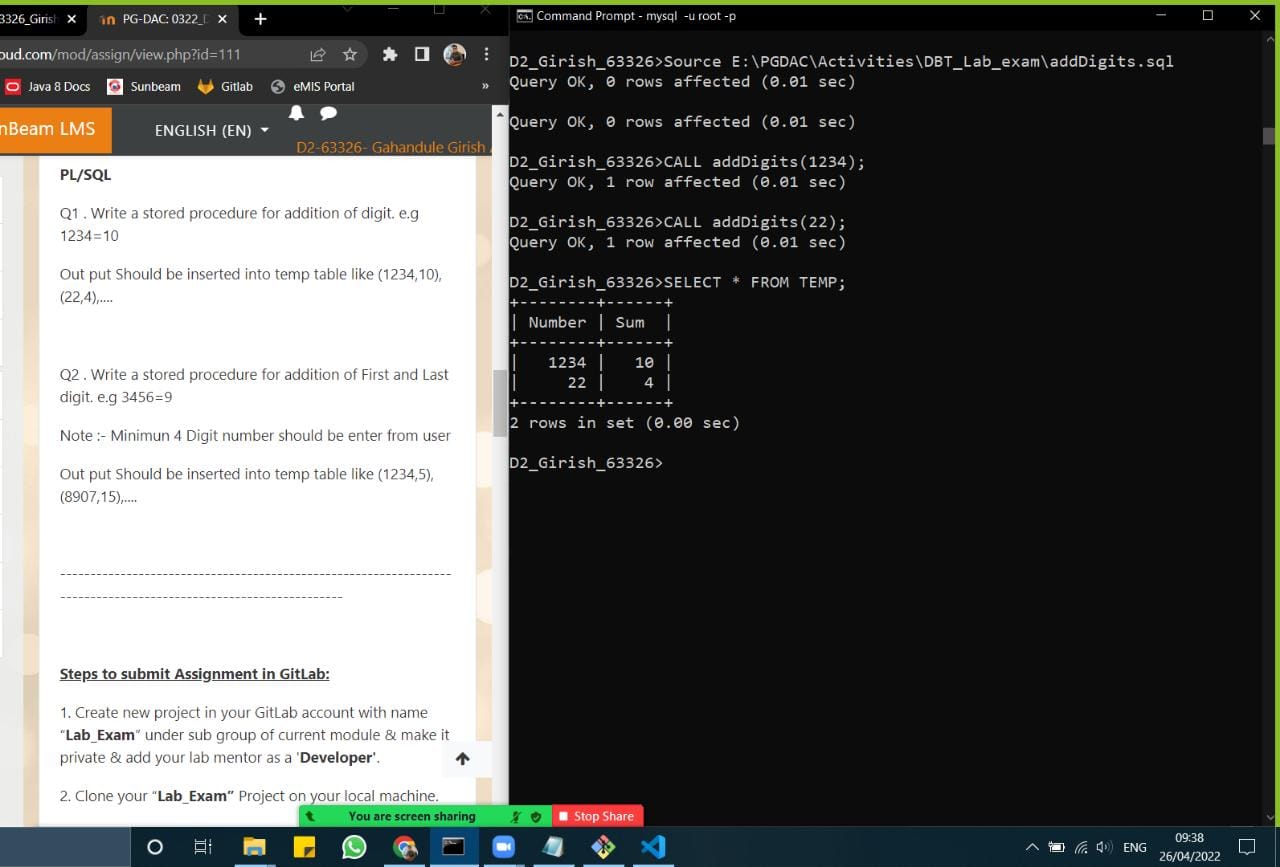 3326_Girish
PG-DAC: 0322_D
oud.com/mod/assign/view.php?id=111
Java 8 Docs
Sunbeam
Gitlab
eMIS Portal
»
nBeam LMS
ENGLISH (EN)
D2-63326- Gahandule Girish
PL/SQL
Q1 . Write a stored procedure for addition of digit. e.g
1234=10
Out put Should be inserted into temp table like (1234,10),
(22,4),....
Q2 . Write a stored procedure for addition of First and Last
digit. e.g 3456=9
Note :- Minimun 4 Digit number should be enter from user
Out put Should be inserted into temp table like (1234,5),
(8907,15),....
-----------------------------------------------------------------
-----------------------------------------------
Steps to submit Assignment in GitLab:
1. Create new project in your GitLab account with name
“Lab_Exam” under sub group of current module & make it
private & add your lab mentor as a 'Developer'.
2. Clone your “Lab_Exam” Project on your local machine.
Command Prompt - mysql -u root -p
D2_Girish_63326>Source E:\PGDAC\Activities\DBT_Lab_exam\addDigits.sql
Query OK, 0 rows affected (0.01 sec)
Query OK, 0 rows affected (0.01 sec)
D2_Girish_63326>CALL addDigits(1234);
Query OK, 1 row affected (0.01 sec)
D2_Girish_63326>CALL addDigits(22);
Query OK, 1 row affected (0.01 sec)
D2_Girish_63326>SELECT * FROM TEMP;
+--------+------+
| Number | Sum  |
+--------+------+
|   1234 |   10 |
|     22 |    4 |
+--------+------+
2 rows in set (0.00 sec)
D2_Girish_63326>
You are screen sharing
Stop Share
ENG
09:38
26/04/2022